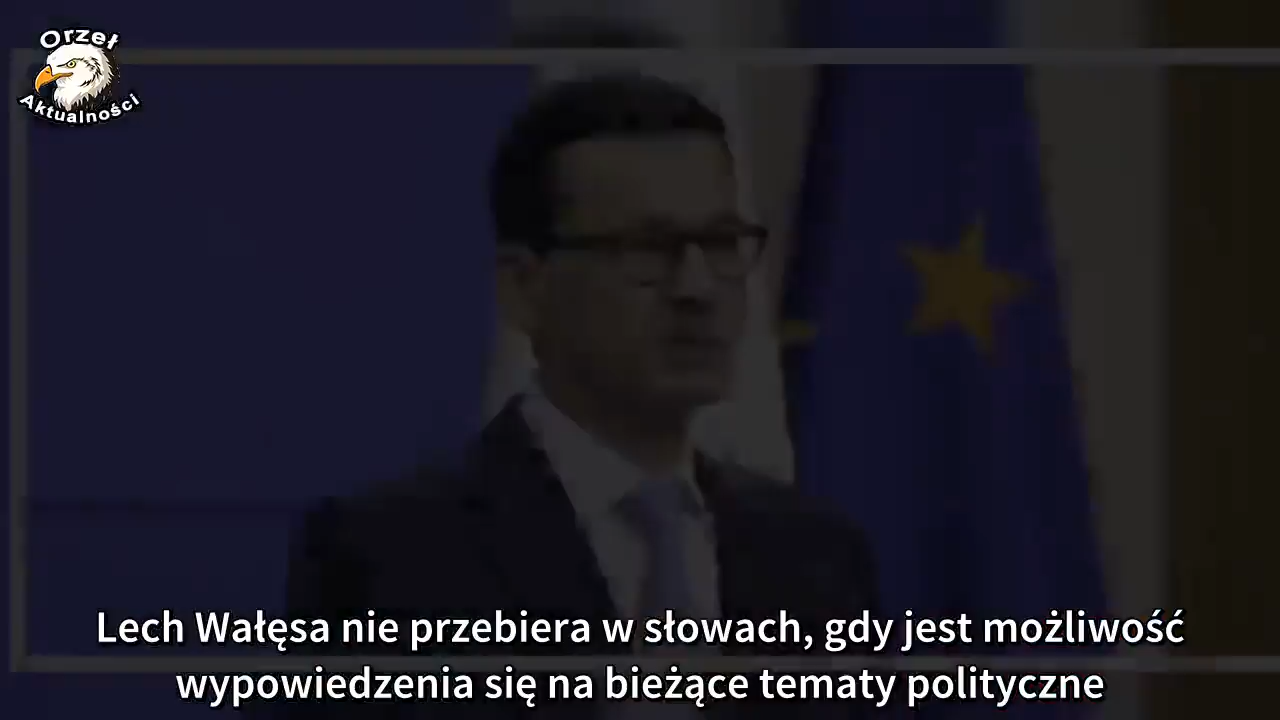 Orzeł
Aktualności
Lech Wałęsa nie przebiera w słowach, gdy jest możliwość
wypowiedzenia się na bieżące tematy polityczne